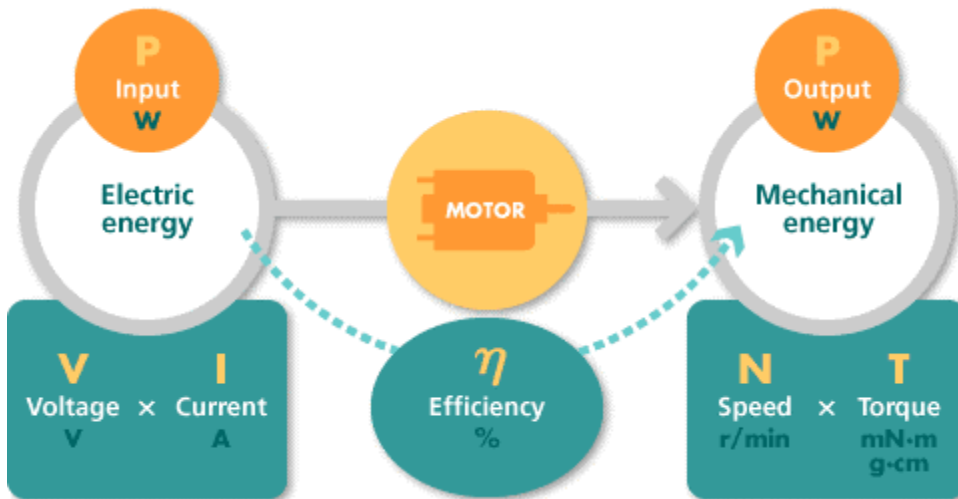 P
Input
W
Electric
energy
V
I
Voltage × Current
V
A
MOTOR
η
Efficiency
%
P
Output
W
Mechanical
energy
N
T
Speed × Torque
r/min
mN·m
g·cm